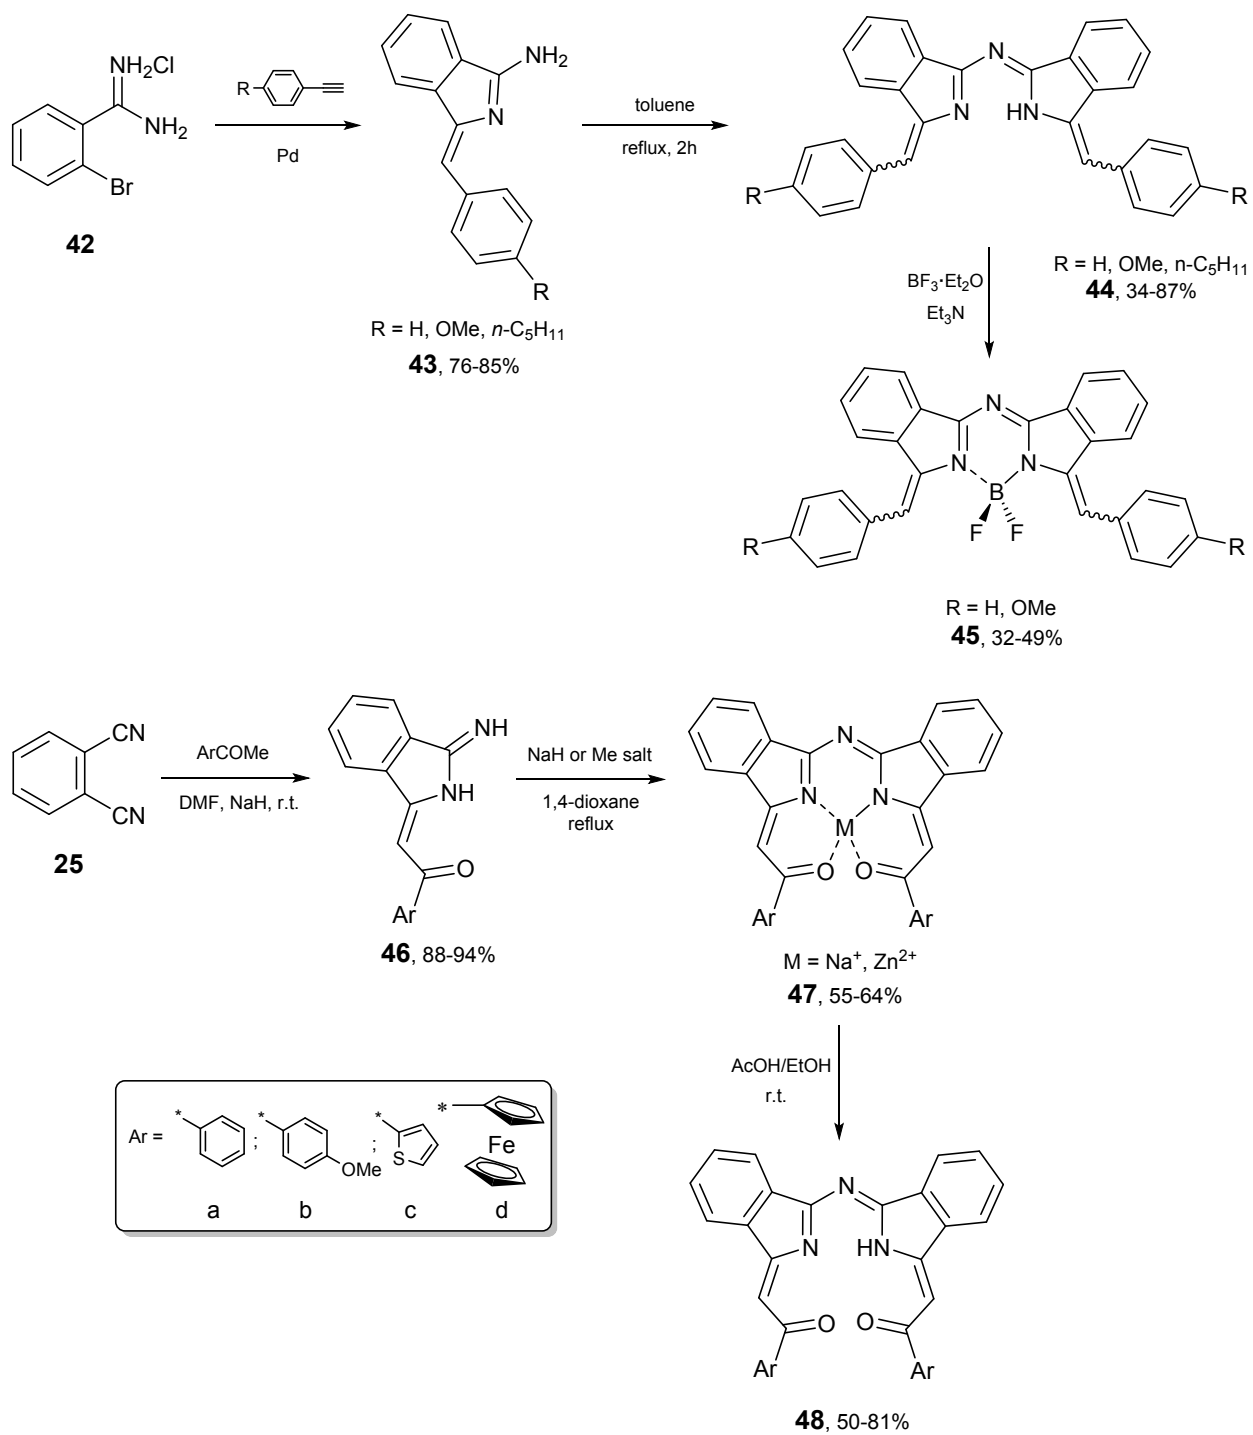 NH2Cl
NH2
Br
42
R
Pd
NH2
N
R
R = H, OMe, n-C5H11
43, 76-85%
toluene
reflux, 2h
N
N
HN
R
R
R = H, OMe, n-C5H11
44, 34-87%
BF3·Et2O
Et3N
N
N
N
B
F
F
R
R
R = H, OMe
45, 32-49%
CN
CN
25
ArCOMe
DMF, NaH, r.t.
NH
NH
O
Ar
46, 88-94%
NaH or Me salt
1,4-dioxane
reflux
N
N
N
M
O
O
Ar
Ar
M = Na+, Zn2+
47, 55-64%
AcOH/EtOH
r.t.
Ar = * ; * OMe ; * S * Fe
a b c d
N
N
HN
O
O
Ar
Ar
48, 50-81%